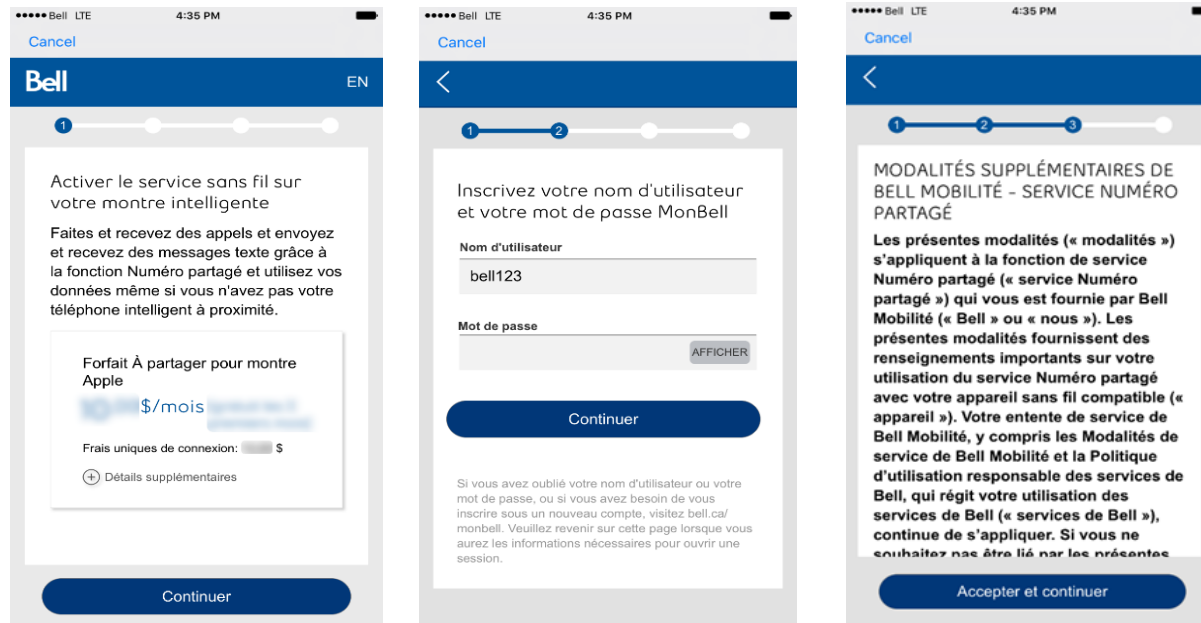 Bell LTE 4:35 PM
Cancel
Bell EN
1
Activer le service sans fil sur
votre montre intelligente
Faites et recevez des appels et envoyez
et recevez des messages texte grâce à
la fonction Numéro partagé et utilisez vos
données même si vous n'avez pas votre
téléphone intelligent à proximité.
Forfait À partager pour montre
Apple
$/mois
Frais uniques de connexion: $
Détails supplémentaires
Continuer
Bell LTE 4:35 PM
Cancel
1 2
Inscrivez votre nom d'utilisateur
et votre mot de passe MonBell
Nom d'utilisateur
bell123
Mot de passe
AFFICHER
Continuer
Si vous avez oublié votre nom d'utilisateur ou votre
mot de passe, ou si vous avez besoin de vous
inscrire sous un nouveau compte, visitez bell.ca/
monbell. Veuillez revenir sur cette page lorsque vous
aurez les informations nécessaires pour ouvrir une
session.
Bell LTE 4:35 PM
Cancel
1 2 3
MODALITÉS SUPPLÉMENTAIRES DE
BELL MOBILITÉ – SERVICE NUMÉRO
PARTAGÉ
Les présentes modalités (« modalités »)
s'appliquent à la fonction de service
Numéro partagé (« service Numéro
partagé ») qui vous est fournie par Bell
Mobilité (« Bell » ou « nous »). Les
présentes modalités fournissent des
renseignements importants sur votre
utilisation du service Numéro partagé
avec votre appareil sans fil compatible («
appareil »). Votre entente de service de
Bell Mobilité, y compris les Modalités de
service de Bell Mobilité et la Politique
d'utilisation responsable des services de
Bell, qui régit votre utilisation des
services de Bell (« services de Bell »),
continue de s'appliquer. Si vous ne
souhaitez pas être lié par les présentes
Accepter et continuer